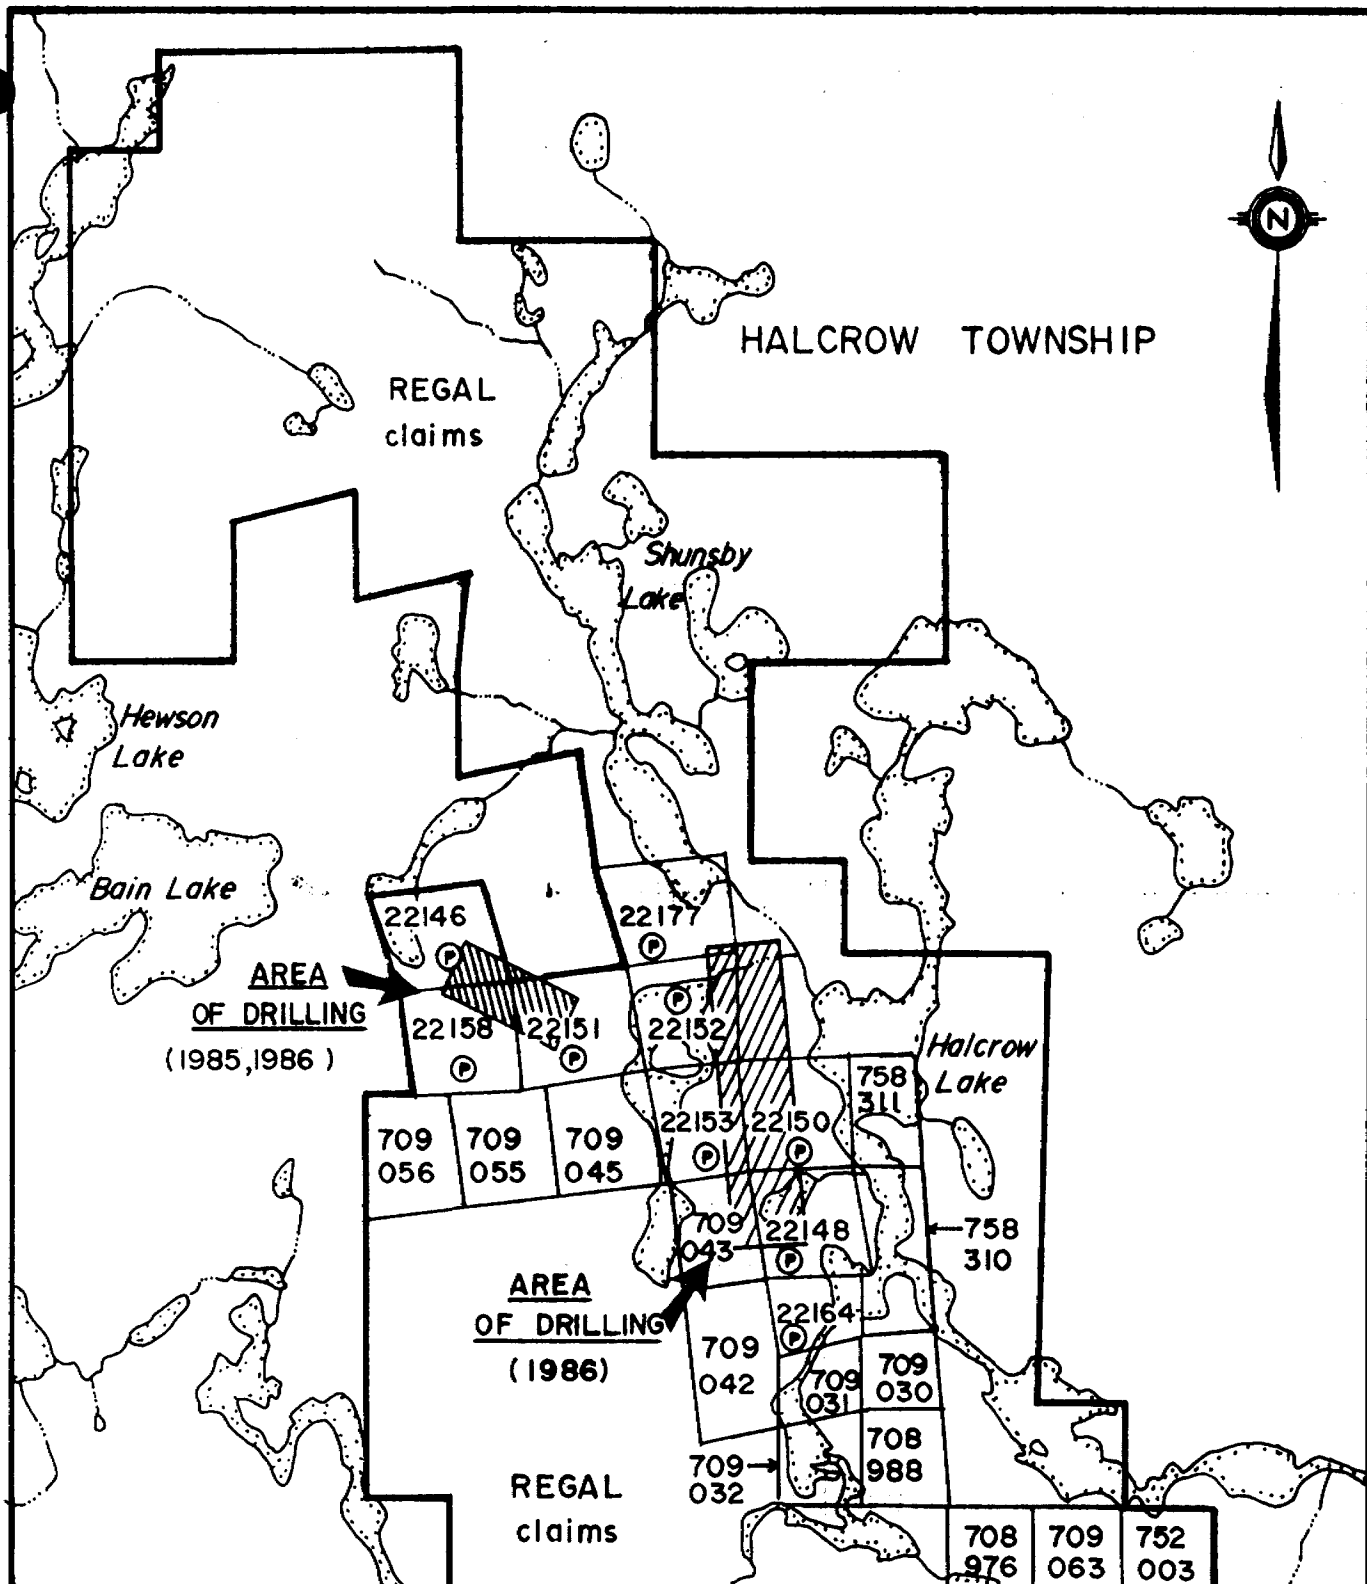 N
HALCROW TOWNSHIP
REGAL
claims
Shunsby
Lake
Hewson
Lake
Bain Lake
22146
P
22177
P
AREA
OF DRILLING
(1985,1986)
22158
P
22151
P
22152
P
Halcrow
Lake
758
311
22153
P
22150
P
709
056
709
055
709
045
709
043
22148
P
758
310
AREA
OF DRILLING
(1986)
22164
P
709
042
709
031
709
030
709
032
708
988
REGAL
claims
708
976
709
063
752
003